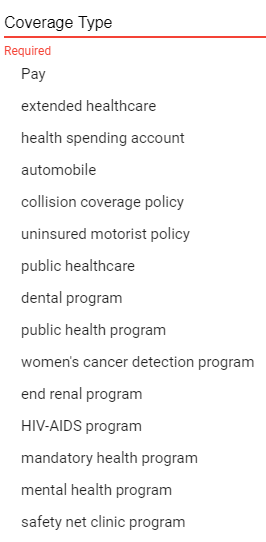 Coverage Type
Required
Pay
extended healthcare
health spending account
automobile
collision coverage policy
uninsured motorist policy
public healthcare
dental program
public health program
women's cancer detection program
end renal program
HIV-AIDS program
mandatory health program
mental health program
safety net clinic program